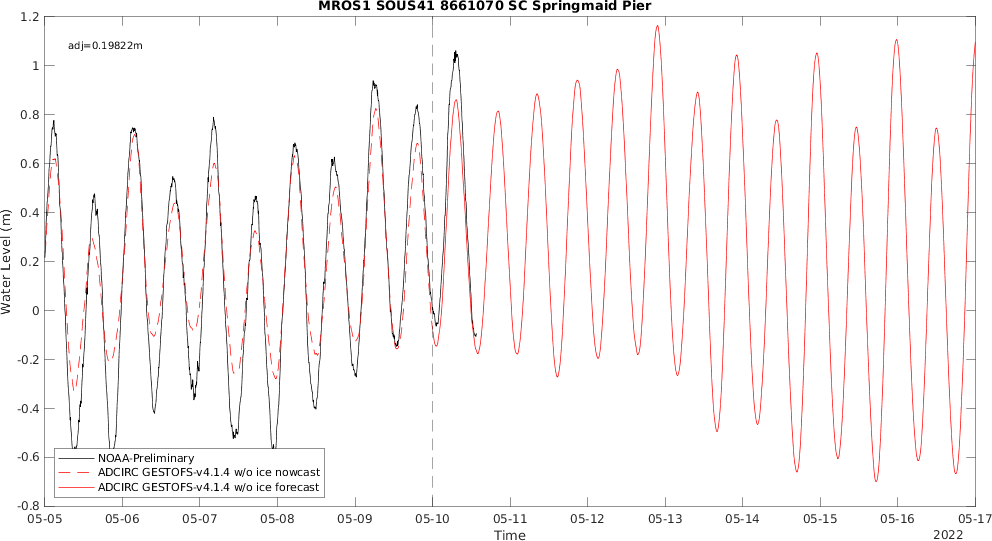 MROS1 SOUS41 8661070 SC Springmaid Pier
adj=0.19822m
1.2
1
0.8
0.6
0.4
0.2
0
-0.2
-0.4
-0.6
-0.8
Water Level (m)
NOAA-Preliminary
ADCIRC GESTOFS-v4.1.4 w/o ice nowcast
ADCIRC GESTOFS-v4.1.4 w/o ice forecast
05-05 05-06 05-07 05-08 05-09 05-10 05-11 05-12 05-13 05-14 05-15 05-16 05-17
Time
2022